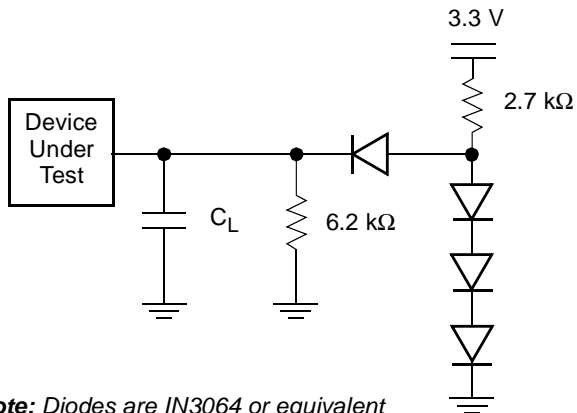 3.3 V
2.7 kΩ
Device
Under
Test
C_L
6.2 kΩ
ote: Diodes are IN3064 or equivalent